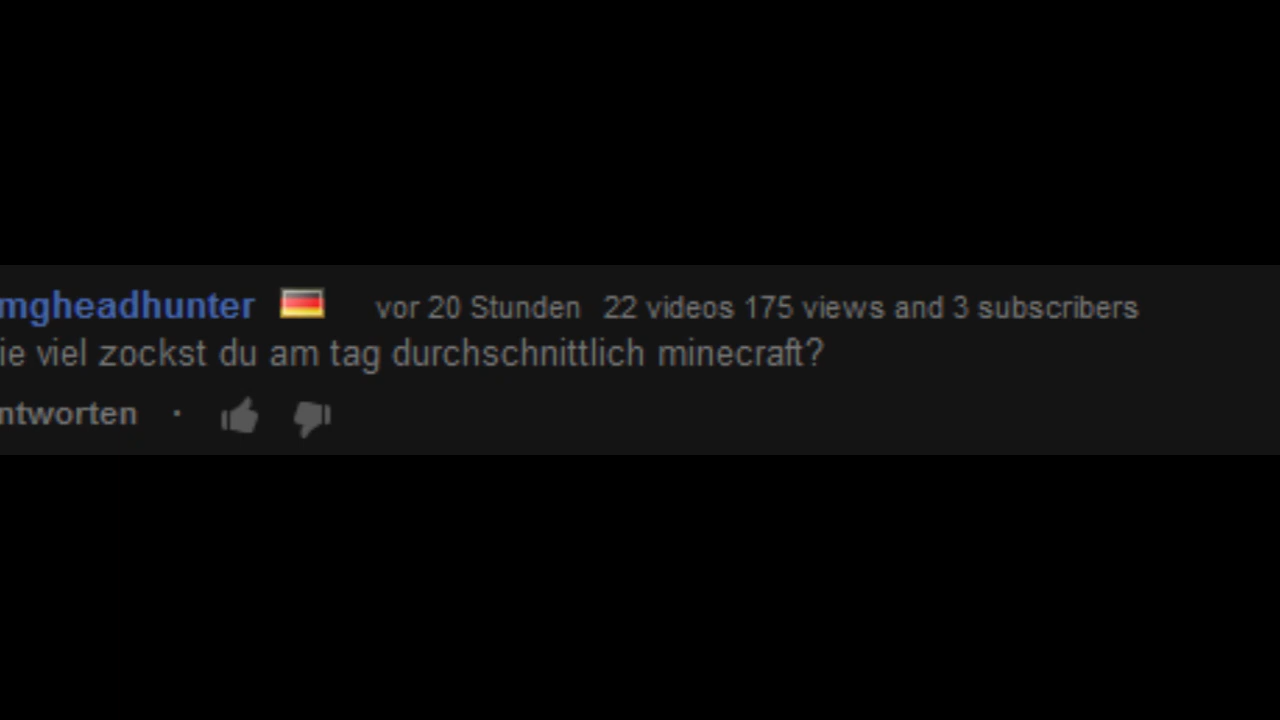 mgheadhunter vor 20 Stunden 22 videos 175 views and 3 subscribers
ie viel zockst du am tag durchschnittlich minecraft?
ntworten ·